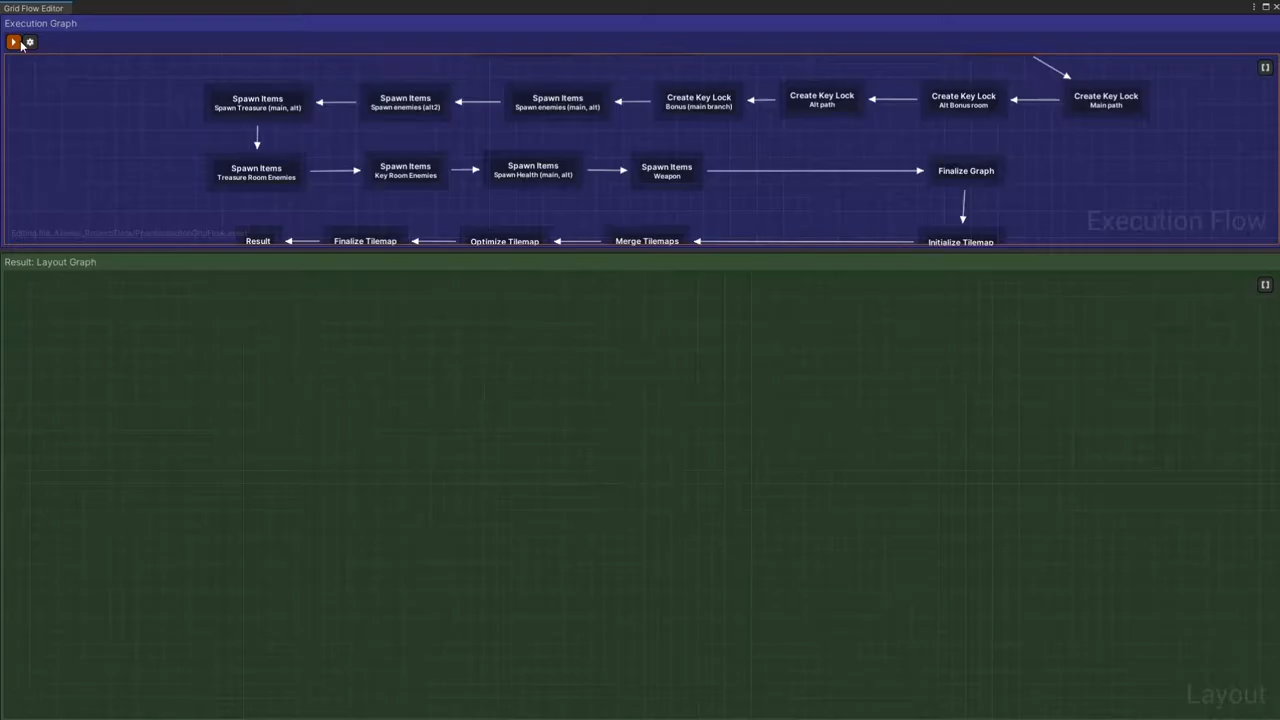 Grid Flow Editor
Execution Graph
Spawn Items
Spawn Treasure (main, alt)
Spawn Items
Spawn enemies (alt2)
Spawn Items
Spawn enemies (main, alt)
Create Key Lock
Bonus (main branch)
Create Key Lock
Alt path
Create Key Lock
Alt Bonus room
Create Key Lock
Main path
Spawn Items
Treasure Room Enemies
Spawn Items
Key Room Enemies
Spawn Items
Spawn Health (main, alt)
Spawn Items
Weapon
Finalize Graph
Execution Flow
Result
Finalize Tilemap
Optimize Tilemap
Merge Tilemaps
Initialize Tilemap
Result: Layout Graph
Layout